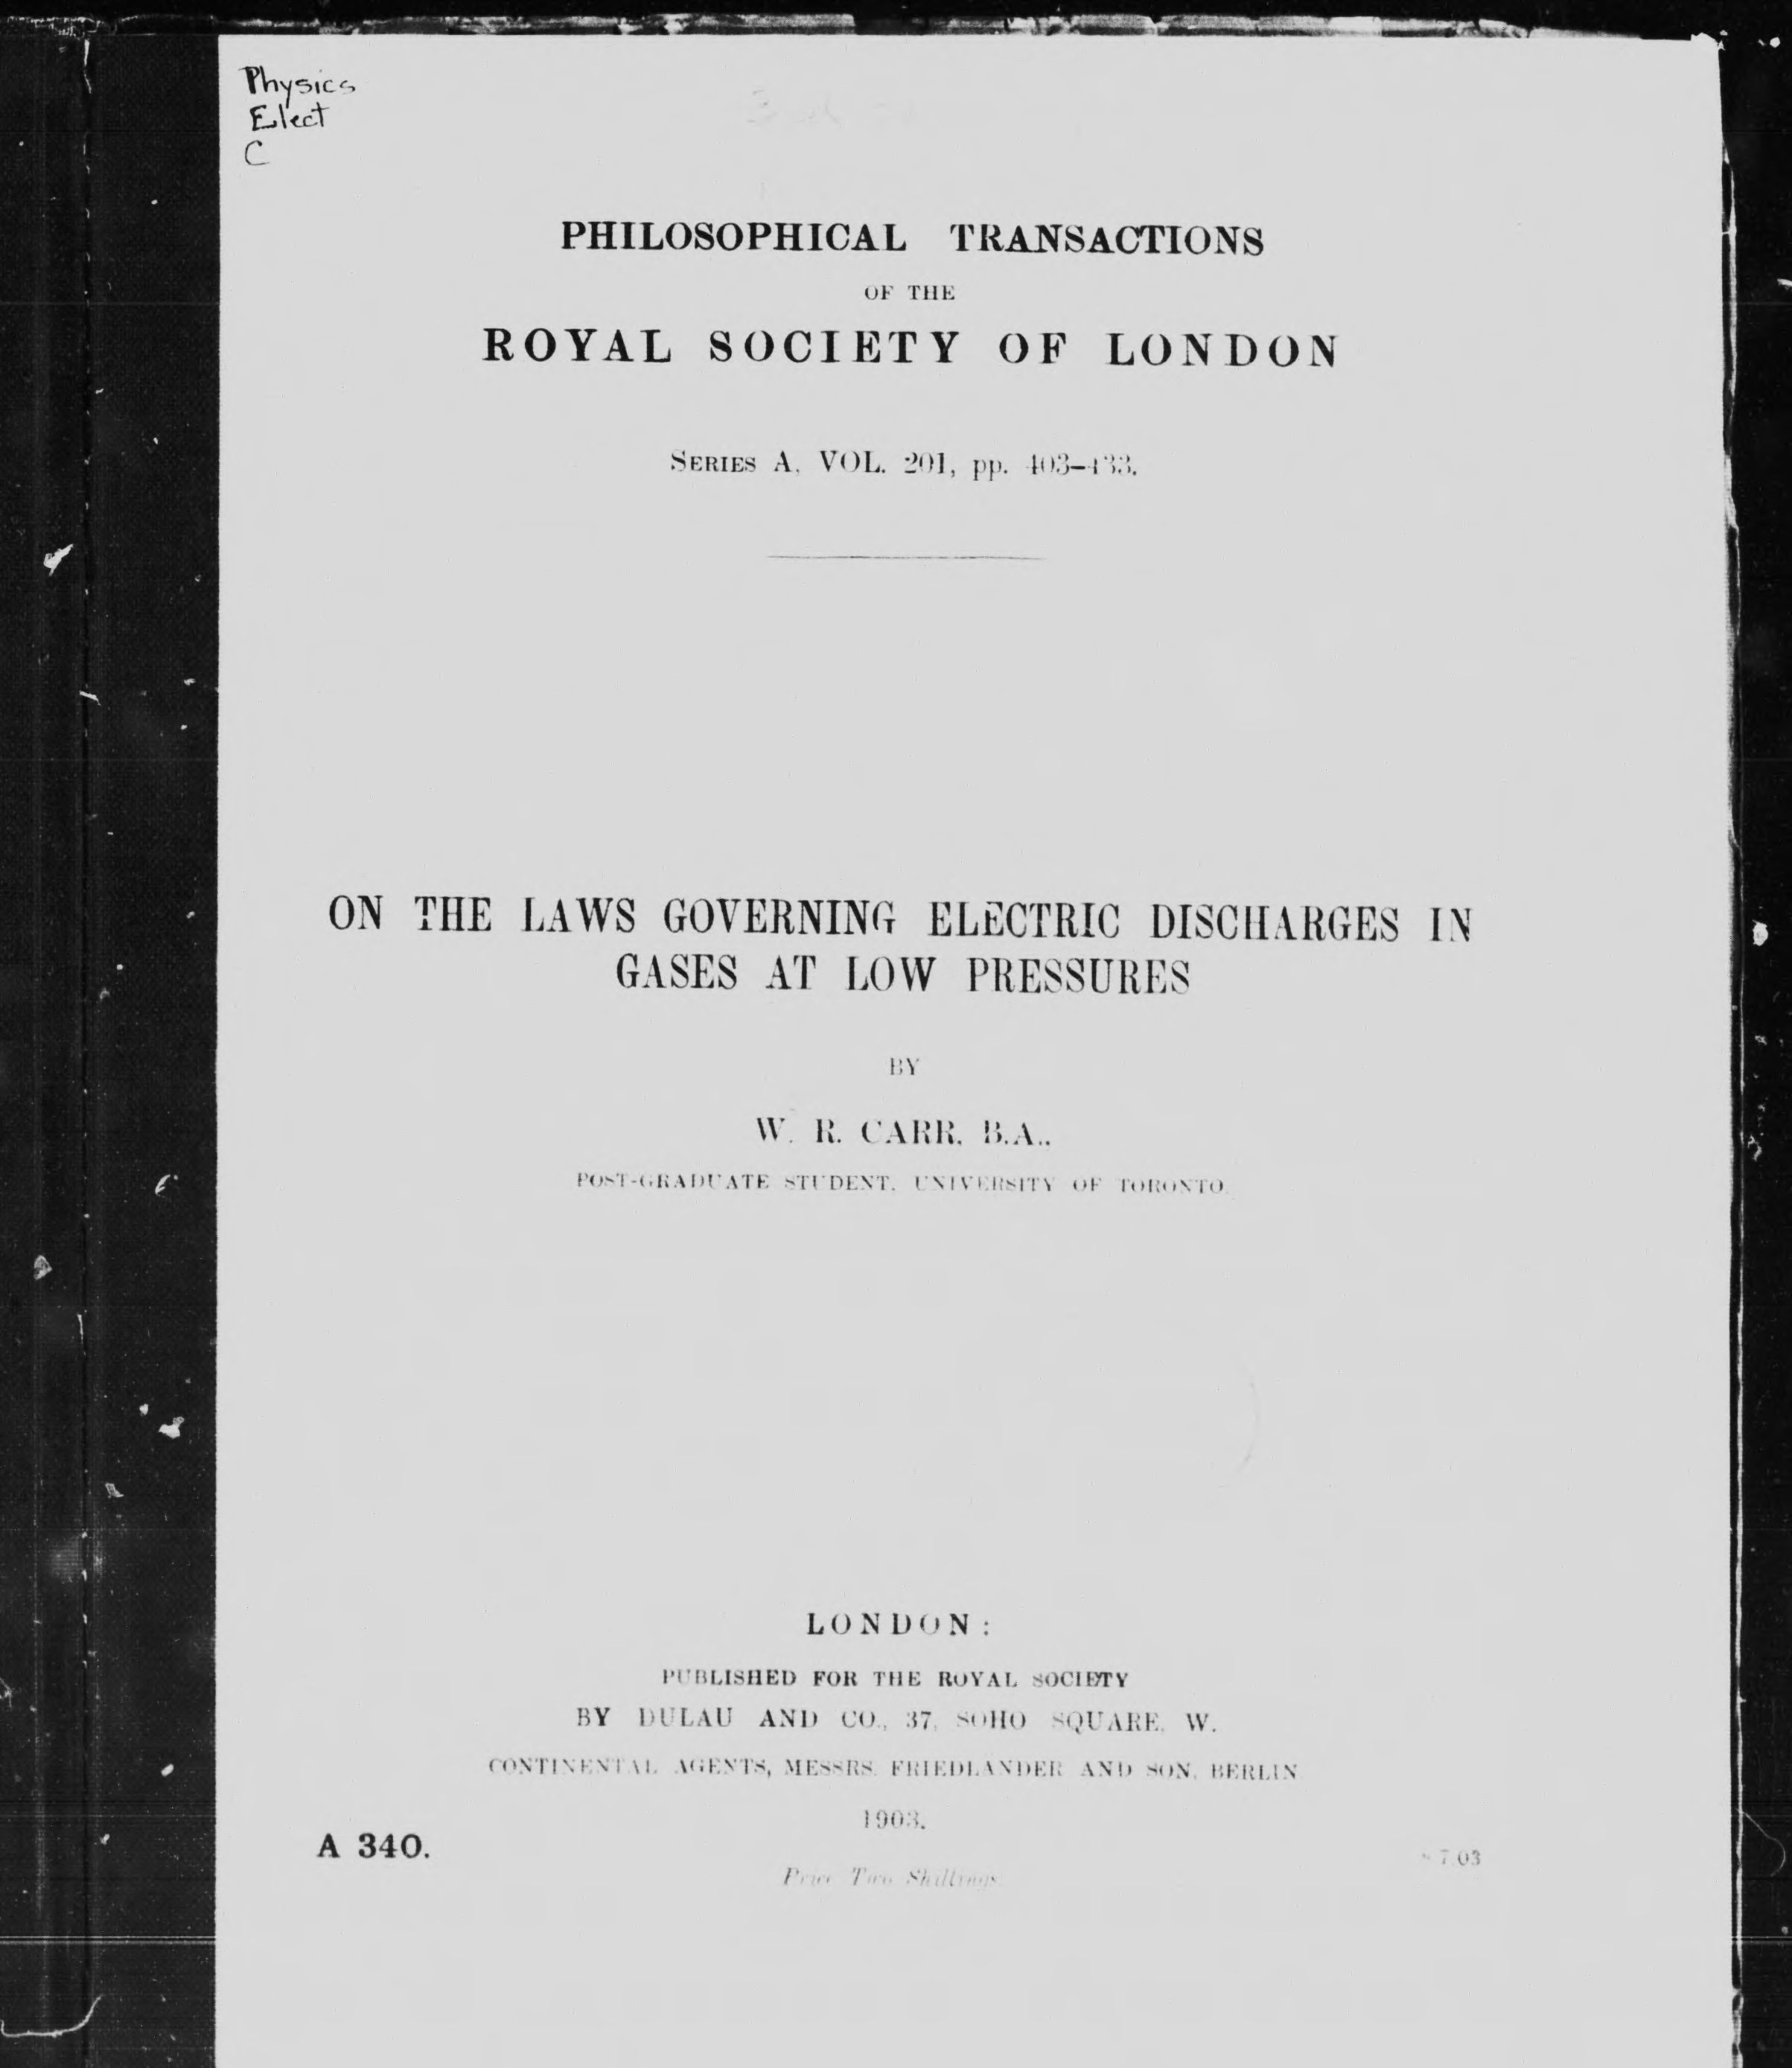 Physics
Elect
C
PHILOSOPHICAL TRANSACTIONS
OF THE
ROYAL SOCIETY OF LONDON
SERIES A, VOL. 201, pp. 403–433.
ON THE LAWS GOVERNING ELECTRIC DISCHARGES IN
GASES AT LOW PRESSURES
BY
W. R. CARR, B.A.,
POST-GRADUATE STUDENT, UNIVERSITY OF TORONTO.
LONDON:
PUBLISHED FOR THE ROYAL SOCIETY
BY DULAU AND CO., 37, SOHO SQUARE, W.
CONTINENTAL AGENTS, MESSRS. FRIEDLANDER AND SON, BERLIN
1903.
A 340.
Price Two Shillings.
7.03